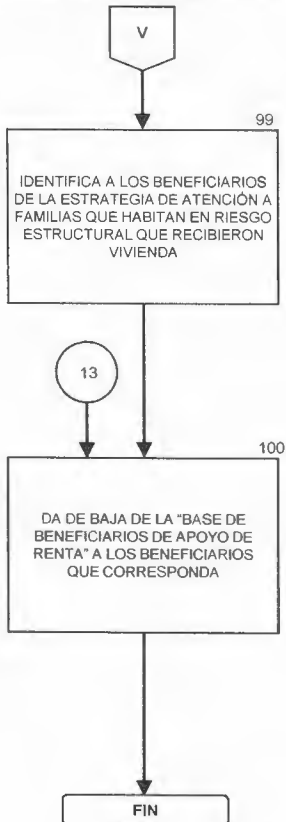 V
99
IDENTIFICA A LOS BENEFICIARIOS
DE LA ESTRATEGIA DE ATENCIÓN A
FAMILIAS QUE HABITAN EN RIESGO
ESTRUCTURAL QUE RECIBIERON
VIVIENDA
13
100
DA DE BAJA DE LA "BASE DE
BENEFICIARIOS DE APOYO DE
RENTA" A LOS BENEFICIARIOS
QUE CORRESPONDA
FIN